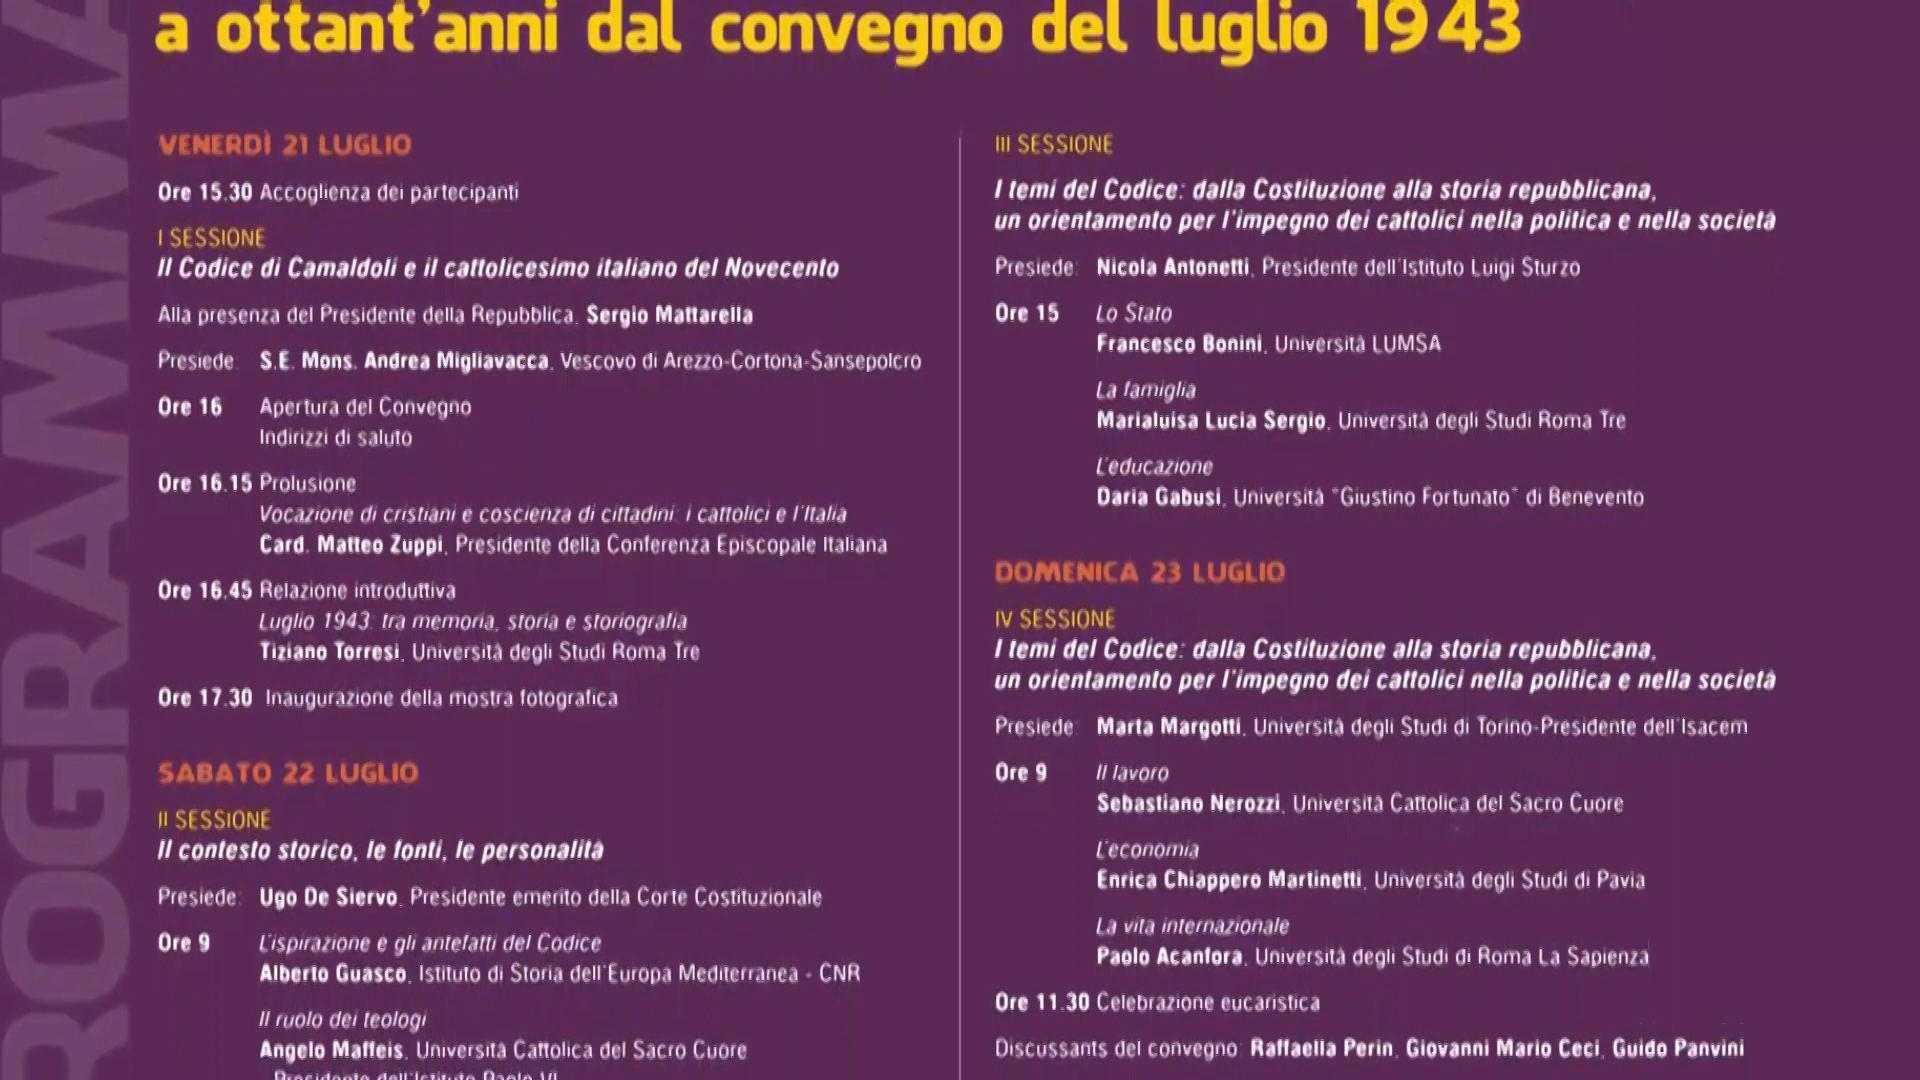 a ottant'anni dal convegno del luglio 1943
VENERDÌ 21 LUGLIO
Ore 15.30 Accoglienza dei partecipanti
I SESSIONE
Il Codice di Camaldoli e il cattolicesimo italiano del Novecento
Alla presenza del Presidente della Repubblica, Sergio Mattarella
Presiede: S.E. Mons. Andrea Migliavacca, Vescovo di Arezzo-Cortona-Sansepolcro
Ore 16 Apertura del Convegno
Indirizzi di saluto
Ore 16.15 Prolusione
Vocazione di cristiani e coscienza di cittadini: i cattolici e l'Italia
Card. Matteo Zuppi, Presidente della Conferenza Episcopale Italiana
Ore 16.45 Relazione introduttiva
Luglio 1943: tra memoria, storia e storiografia
Tiziano Torresi, Università degli Studi Roma Tre
Ore 17.30 Inaugurazione della mostra fotografica
SABATO 22 LUGLIO
II SESSIONE
Il contesto storico, le fonti, le personalità
Presiede: Ugo De Siervo, Presidente emerito della Corte Costituzionale
Ore 9 L'ispirazione e gli antefatti del Codice
Alberto Guasco, Istituto di Storia dell'Europa Mediterranea - CNR
Il ruolo dei teologi
Angelo Maffeis, Università Cattolica del Sacro Cuore
Presidente dell'Istituto Paolo VI
III SESSIONE
I temi del Codice: dalla Costituzione alla storia repubblicana,
un orientamento per l'impegno dei cattolici nella politica e nella società
Presiede: Nicola Antonetti, Presidente dell'Istituto Luigi Sturzo
Ore 15 Lo Stato
Francesco Bonini, Università LUMSA
La famiglia
Marialuisa Lucia Sergio, Università degli Studi Roma Tre
L'educazione
Daria Gabusi, Università "Giustino Fortunato" di Benevento
DOMENICA 23 LUGLIO
IV SESSIONE
I temi del Codice: dalla Costituzione alla storia repubblicana,
un orientamento per l'impegno dei cattolici nella politica e nella società
Presiede: Marta Margotti, Università degli Studi di Torino-Presidente dell'Isacem
Ore 9 Il lavoro
Sebastiano Nerozzi, Università Cattolica del Sacro Cuore
L'economia
Enrica Chiappero Martinetti, Università degli Studi di Pavia
La vita internazionale
Paolo Acanfora, Università degli Studi di Roma La Sapienza
Ore 11.30 Celebrazione eucaristica
Discussants del convegno: Raffaella Perin, Giovanni Mario Ceci, Guido Panvini